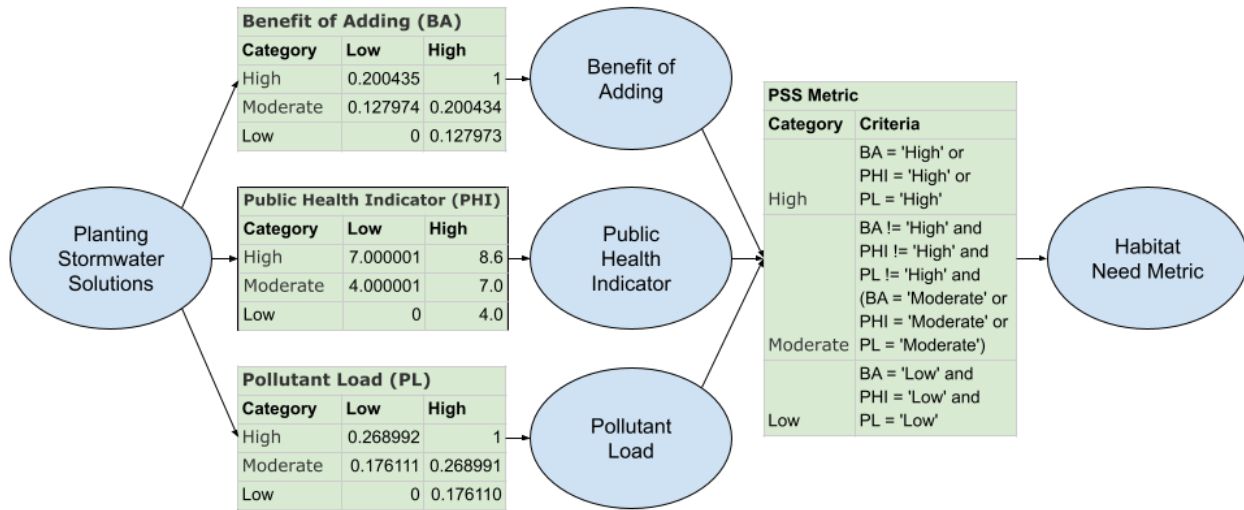 Planting
Stormwater
Solutions
Benefit of Adding (BA)
Category Low High
High 0.200435 1
Moderate 0.127974 0.200434
Low 0 0.127973
Public Health Indicator (PHI)
Category Low High
High 7.000001 8.6
Moderate 4.000001 7.0
Low 0 4.0
Pollutant Load (PL)
Category Low High
High 0.268992 1
Moderate 0.176111 0.268991
Low 0 0.176110
Benefit of
Adding
Public
Health
Indicator
Pollutant
Load
PSS Metric
Category Criteria
BA = 'High' or
PHI = 'High' or
High PL = 'High'
BA != 'High' and
PHI != 'High' and
PL != 'High' and
(BA = 'Moderate' or
PHI = 'Moderate' or
Moderate PL = 'Moderate')
BA = 'Low' and
PHI = 'Low' and
Low PL = 'Low'
Habitat
Need Metric